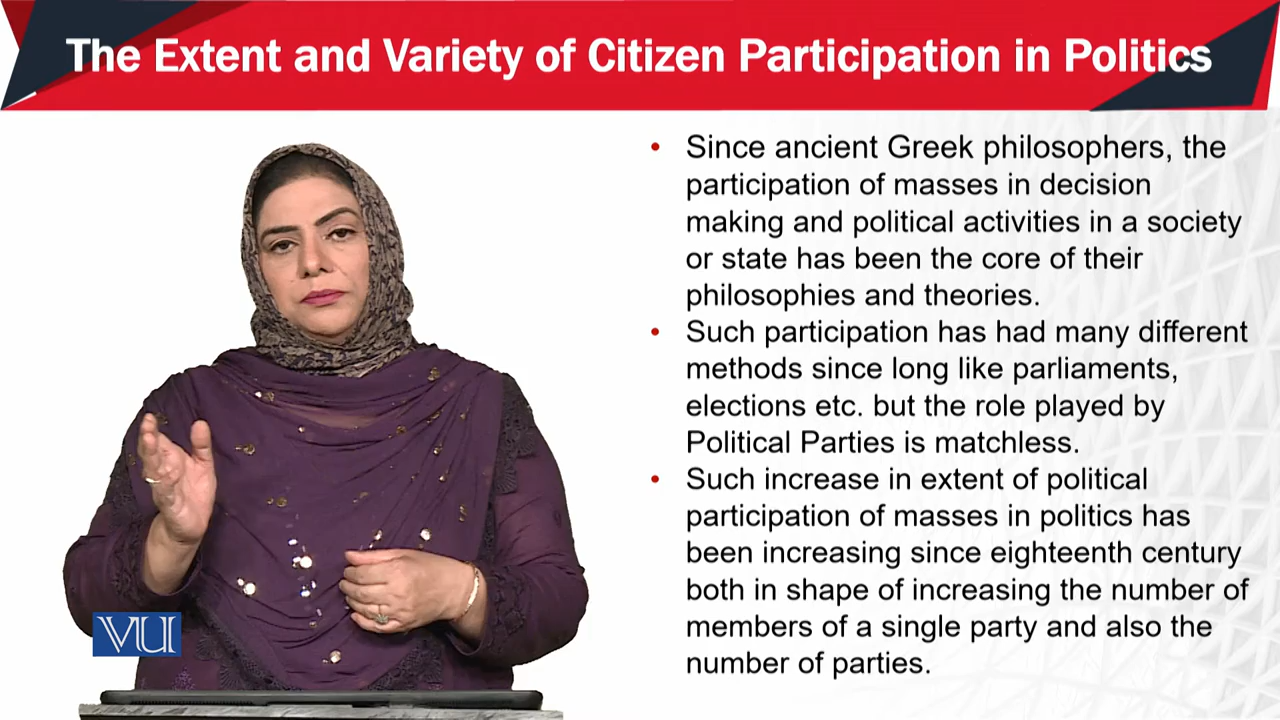 The Extent and Variety of Citizen Participation in Politics
• Since ancient Greek philosophers, the
participation of masses in decision
making and political activities in a society
or state has been the core of their
philosophies and theories.
• Such participation has had many different
methods since long like parliaments,
elections etc. but the role played by
Political Parties is matchless.
• Such increase in extent of political
participation of masses in politics has
been increasing since eighteenth century
both in shape of increasing the number of
members of a single party and also the
number of parties.
VU